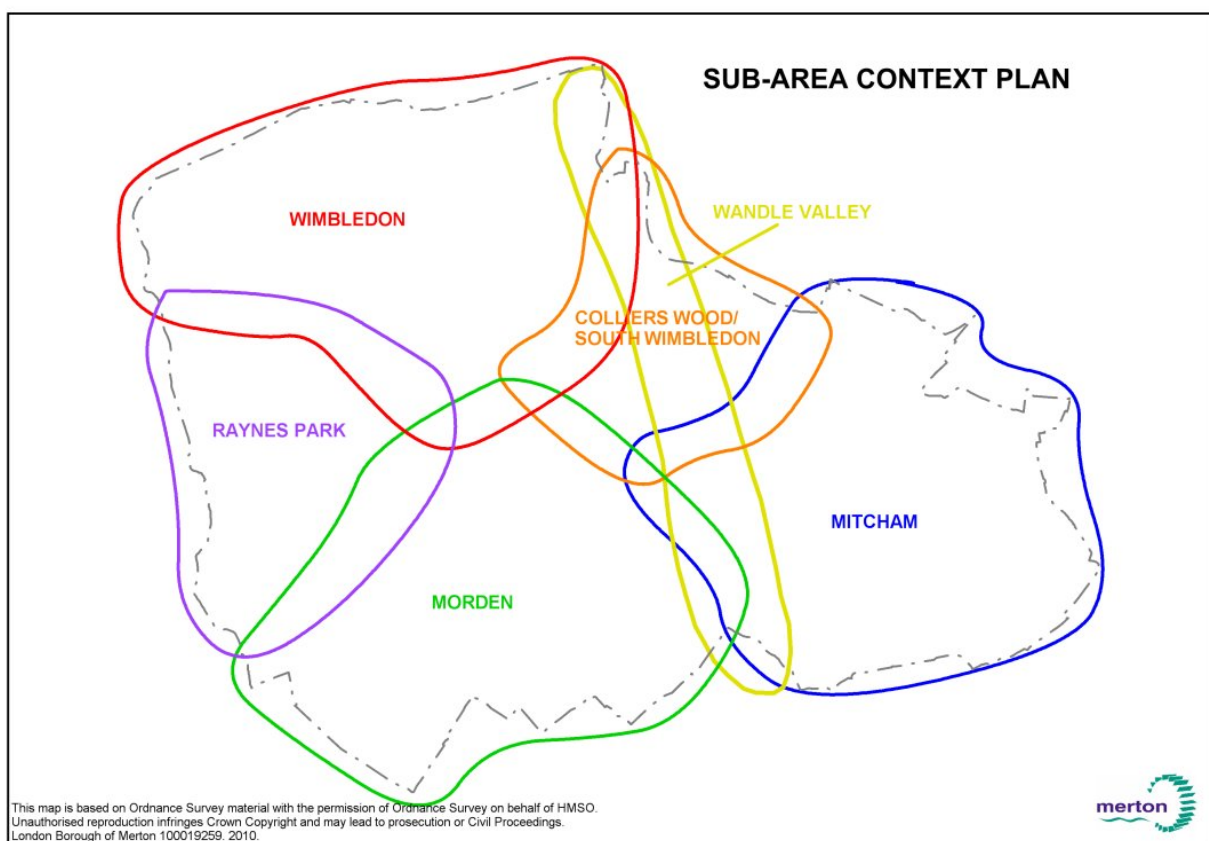 SUB-AREA CONTEXT PLAN
WIMBLEDON
WANDLE VALLEY
COLLIERS WOOD/
SOUTH WIMBLEDON
RAYNES PARK
MITCHAM
MORDEN
This map is based on Ordnance Survey material with the permission of Ordnance Survey on behalf of HMSO.
Unauthorised reproduction infringes Crown Copyright and may lead to prosecution or Civil Proceedings.
London Borough of Merton 100019259. 2010.
merton